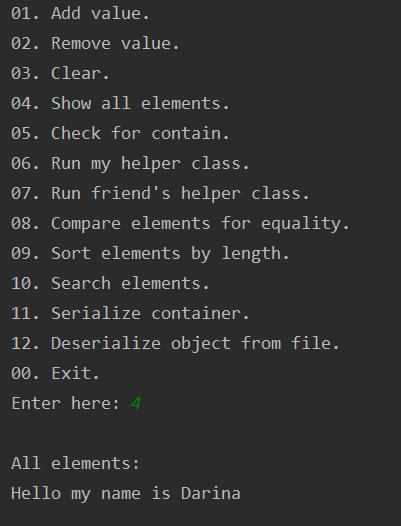 01. Add value.
02. Remove value.
03. Clear.
04. Show all elements.
05. Check for contain.
06. Run my helper class.
07. Run friend's helper class.
08. Compare elements for equality.
09. Sort elements by length.
10. Search elements.
11. Serialize container.
12. Deserialize object from file.
00. Exit.
Enter here: 4
All elements:
Hello my name is Darina